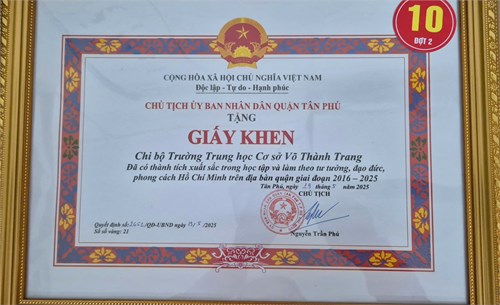 10
ĐỢT 2
CỘNG HÒA XÃ HỘI CHỦ NGHĨA VIỆT NAM
Độc lập - Tự do - Hạnh phúc
CHỦ TỊCH ỦY BAN NHÂN DÂN QUẬN TÂN PHÚ
TẶNG
GIẤY KHEN
Chi bộ Trường Trung học Cơ sở Võ Thành Trang
Đã có thành tích xuất sắc trong học tập và làm theo tư tưởng, đạo đức,
phong cách Hồ Chí Minh trên địa bàn quận giai đoạn 2016 – 2025
Tân Phú, ngày tháng 5 năm 2025
CHỦ TỊCH
Quyết định số: /QĐ-UBND ngày /5/2025
Số sổ vàng: 21
Nguyễn Trần Phú